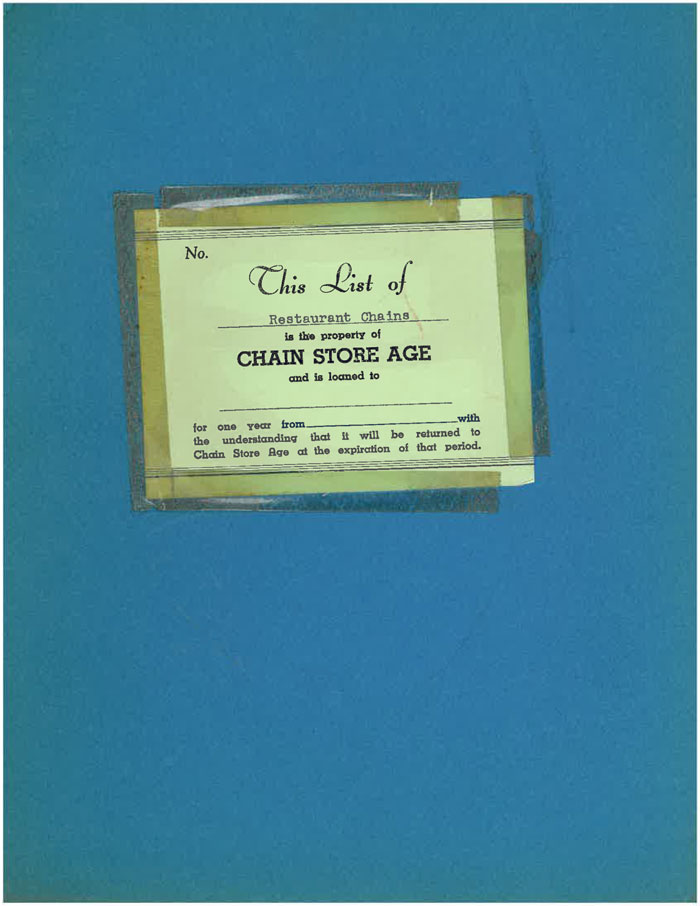 No.
This List of
Restaurant Chains
is the property of
CHAIN STORE AGE
and is loaned to
for one year from with
the understanding that it will be returned to
Chain Store Age at the expiration of that period.